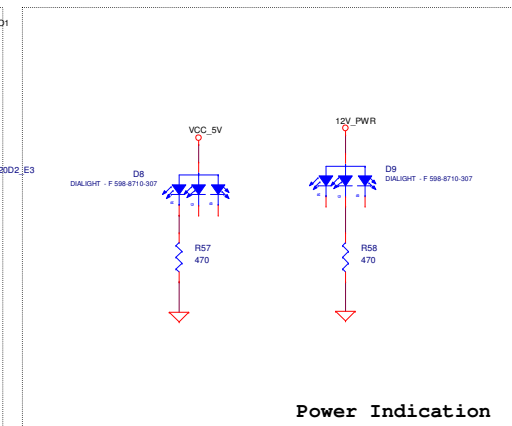 D1
20D2_E3
VCC_5V
12V_PWR
D8
DIALIGHT - F 598-8710-307
D9
DIALIGHT - F 598-8710-307
R57
470
R58
470
Power Indication